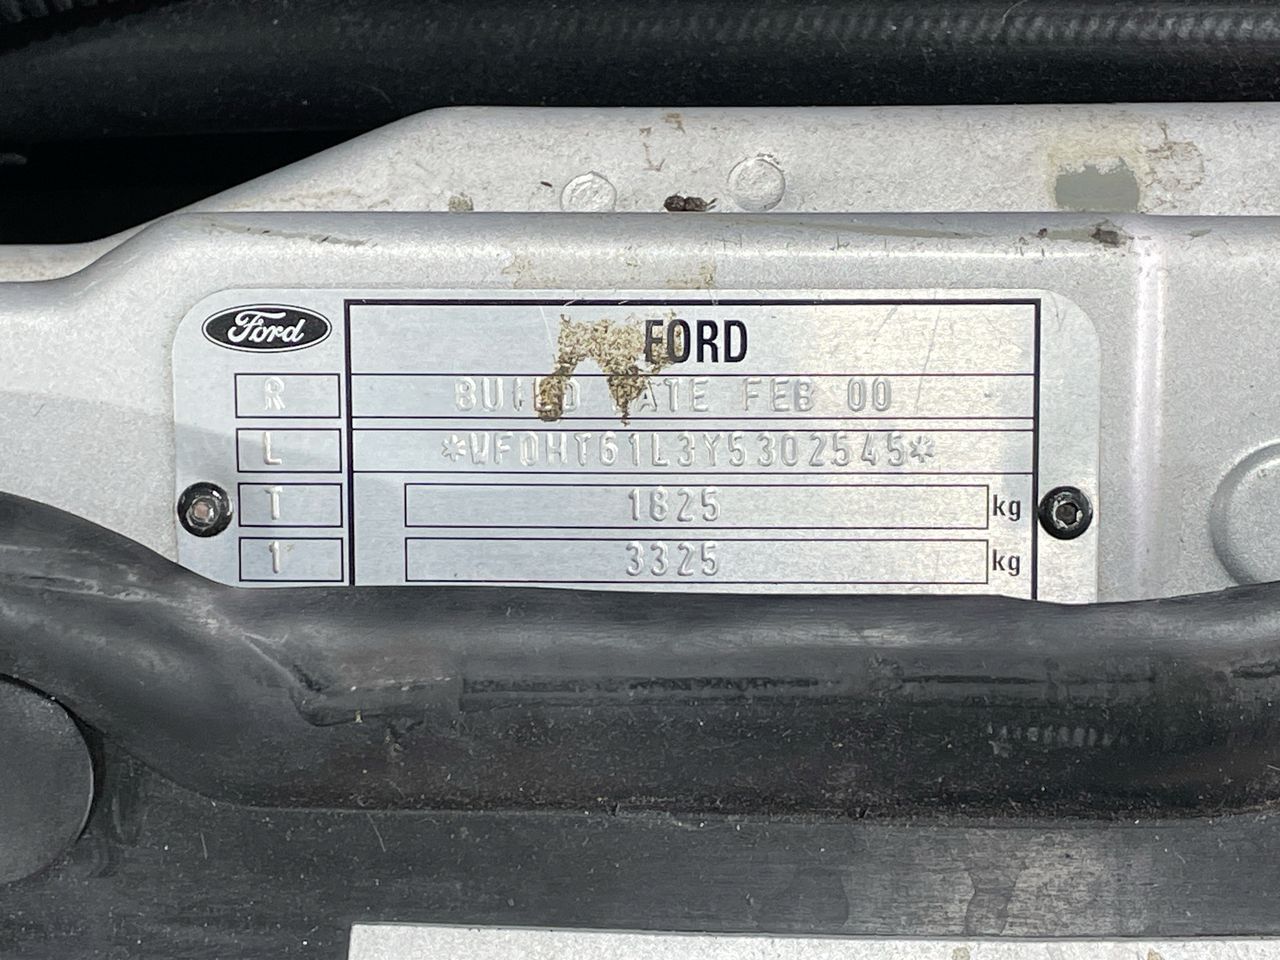 Ford
FORD
R BUILD DATE FEB 00
L *WF0HT61L3Y5302545*
T 1825 kg
1 3325 kg